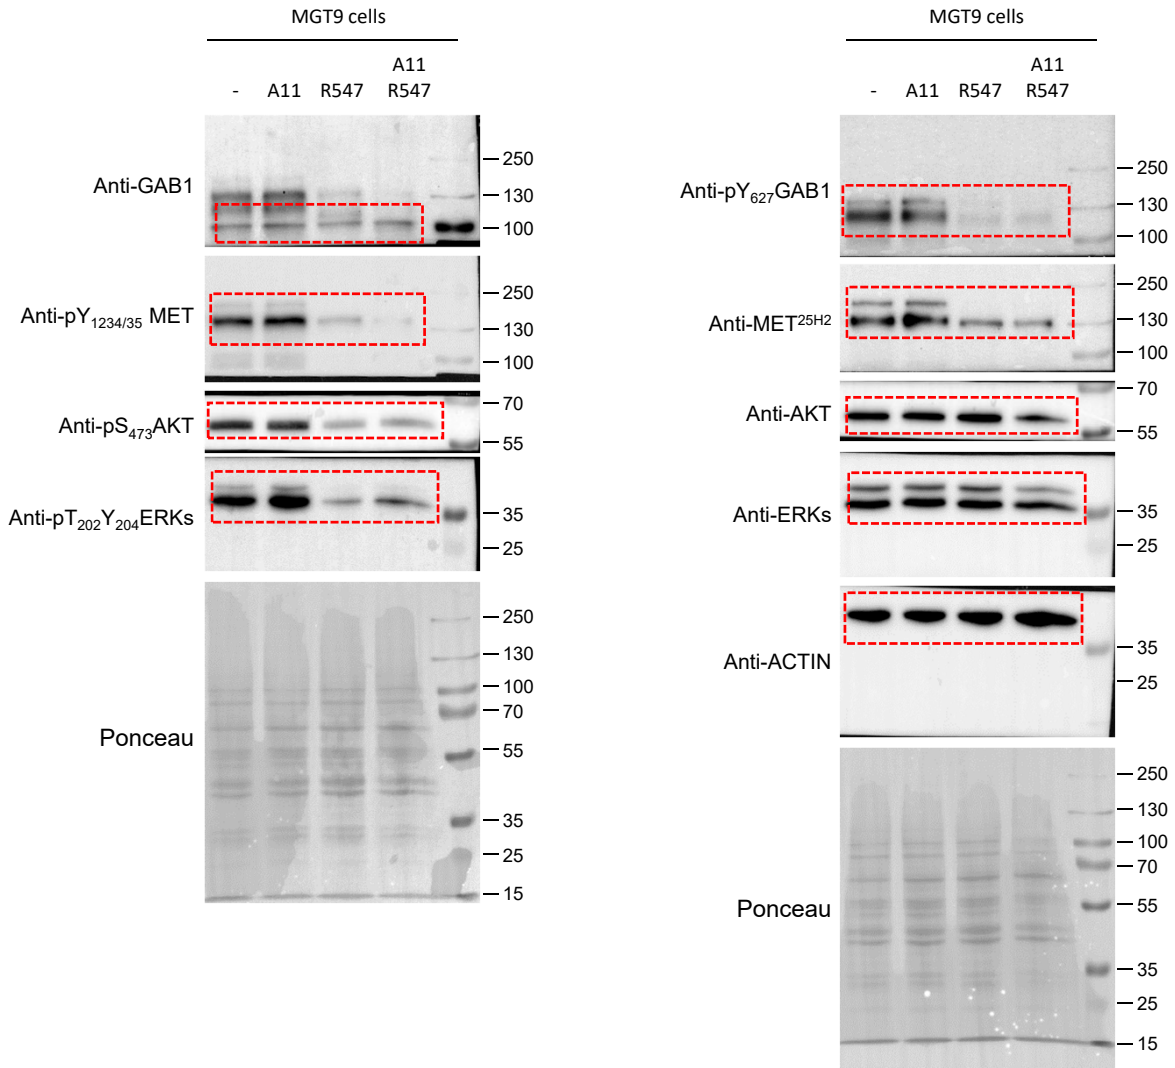 MGT9 cells
A11
- A11 R547 R547
Anti-GAB1
250
130
100
Anti-pY1234/35 MET
250
130
100
Anti-pS473AKT
70
55
Anti-pT202Y204ERKs
35
25
Ponceau
250
130
100
70
55
35
25
15
MGT9 cells
A11
- A11 R547 R547
Anti-pY627GAB1
250
130
100
Anti-MET25H2
250
130
100
Anti-AKT
70
55
Anti-ERKs
35
25
Anti-ACTIN
35
25
Ponceau
250
130
100
70
55
35
25
15